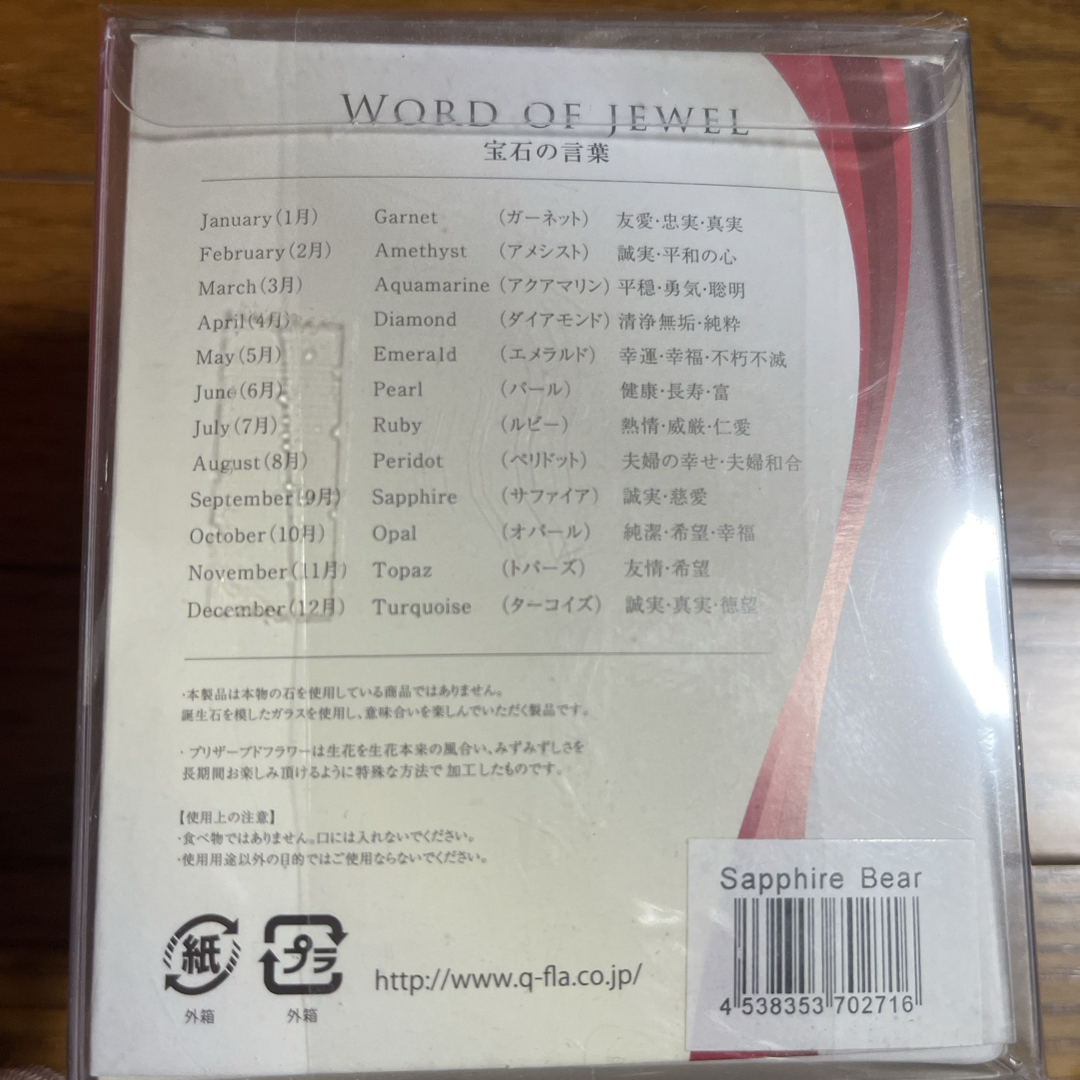 WORD OF JEWEL
宝石の言葉
January(1月) Garnet (ガーネット) 友愛・忠実・真実
February(2月) Amethyst (アメシスト) 誠実・平和の心
March(3月) Aquamarine (アクアマリン) 平穏・勇気・聡明
April(4月) Diamond (ダイアモンド) 清浄無垢・純粋
May(5月) Emerald (エメラルド) 幸運・幸福・不朽不滅
June(6月) Pearl (パール) 健康・長寿・富
July(7月) Ruby (ルビー) 熱情・威厳・仁愛
August(8月) Peridot (ペリドット) 夫婦の幸せ・夫婦和合
September(9月) Sapphire (サファイア) 誠実・慈愛
October(10月) Opal (オパール) 純潔・希望・幸福
November(11月) Topaz (トパーズ) 友情・希望
December(12月) Turquoise (ターコイズ) 誠実・真実・徳望
・本製品は本物の石を使用している商品ではありません。
誕生石を模したガラスを使用し、意味合いを楽しんでいただく製品です。
・プリザーブドフラワーは生花を生花本来の風合い、みずみずしさを
長期間お楽しみ頂けるように特殊な方法で加工したものです。
【使用上の注意】
・食べ物ではありません。口には入れないでください。
・使用用途以外の目的ではご使用ならないでください。
紙 プラ
外箱 外箱
http://www.q-fla.co.jp/
Sapphire Bear
4 538353 702716